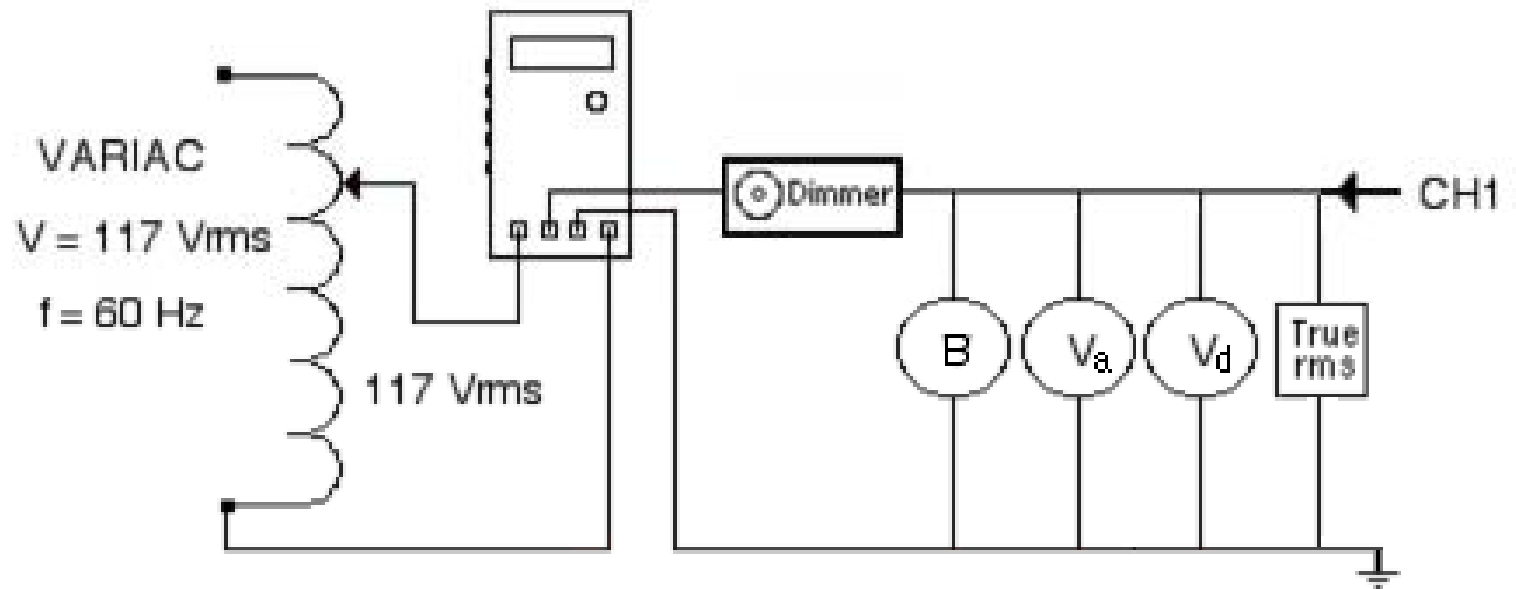 VARIAC
V = 117 Vrms
f = 60 Hz
117 Vrms
Dimmer
CH1
B
Va
Vd
True
rms